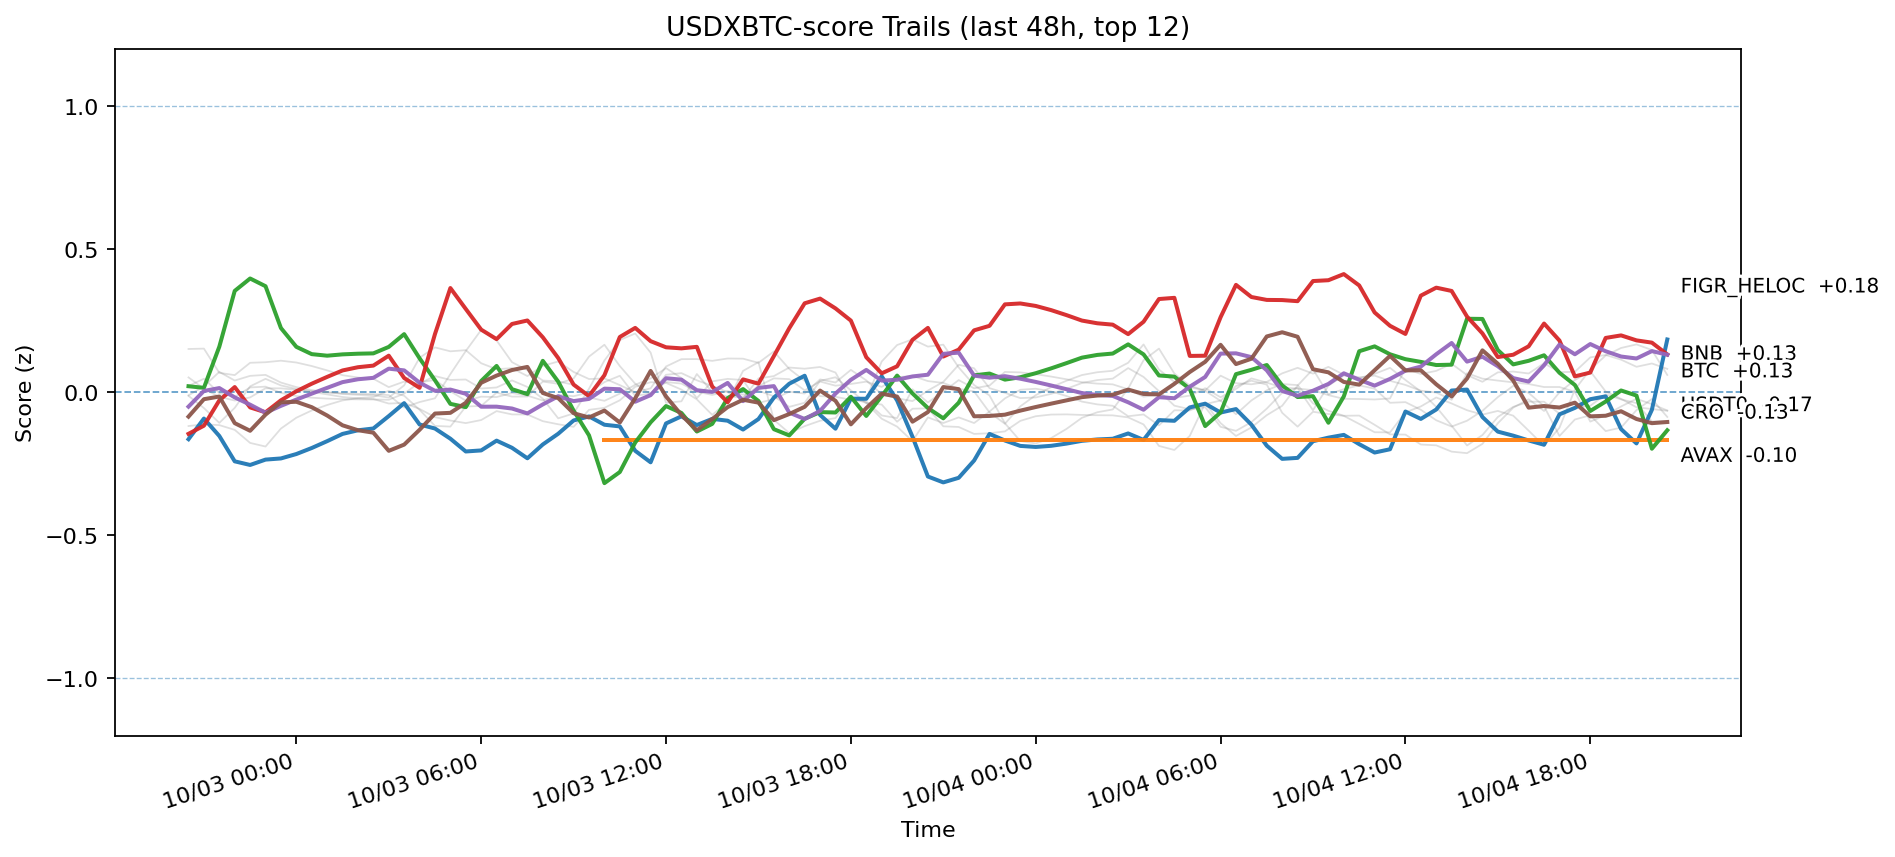 USDXBTC-score Trails (last 48h, top 12)
Score (z)
1.0
0.5
0.0
−0.5
−1.0
FIGR_HELOC +0.18
BNB +0.13
BTC +0.13
USDT0 -0.17
CRO -0.13
AVAX -0.10
10/03 00:00
10/03 06:00
10/03 12:00
10/03 18:00
10/04 00:00
10/04 06:00
10/04 12:00
10/04 18:00
Time